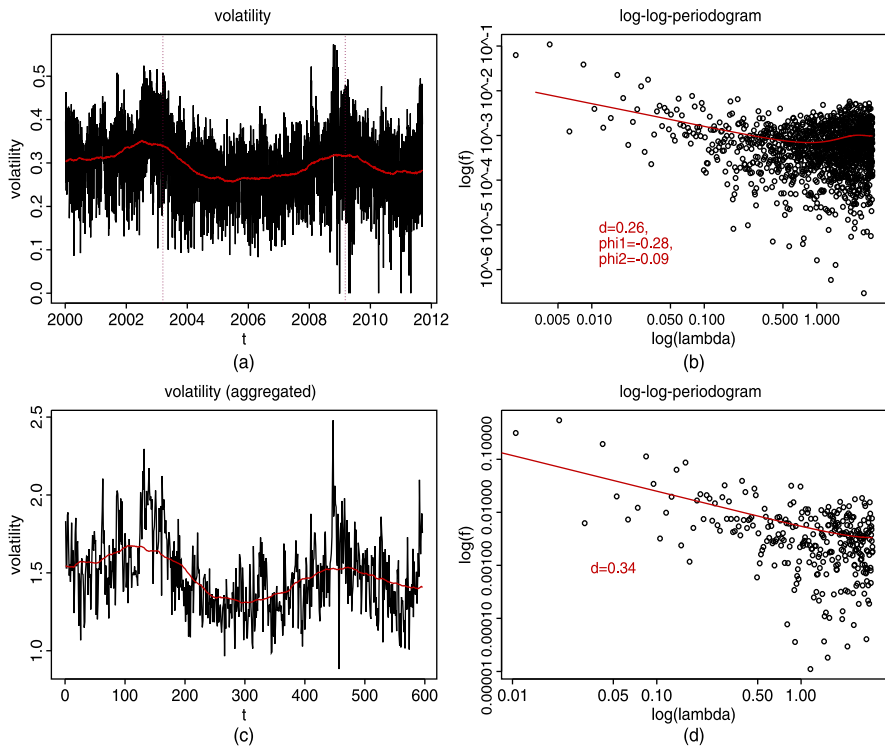 volatility
0.5
0.4
0.3
0.2
0.1
0.0
volatility
2000 2002 2004 2006 2008 2010 2012
t
(a)
log-log-periodogram
10^-1
10^-2
10^-3
10^-4
10^-5
10^-6
log(f)
d=0.26,
phi1=-0.28,
phi2=-0.09
0.005 0.010 0.050 0.100 0.500 1.000
log(lambda)
(b)
volatility (aggregated)
2.5
2.0
1.5
1.0
volatility
0 100 200 300 400 500 600
t
(c)
log-log-periodogram
0.10000
0.01000
0.00100
0.00010
0.00001
log(f)
d=0.34
0.01 0.05 0.10 0.50 1.00
log(lambda)
(d)